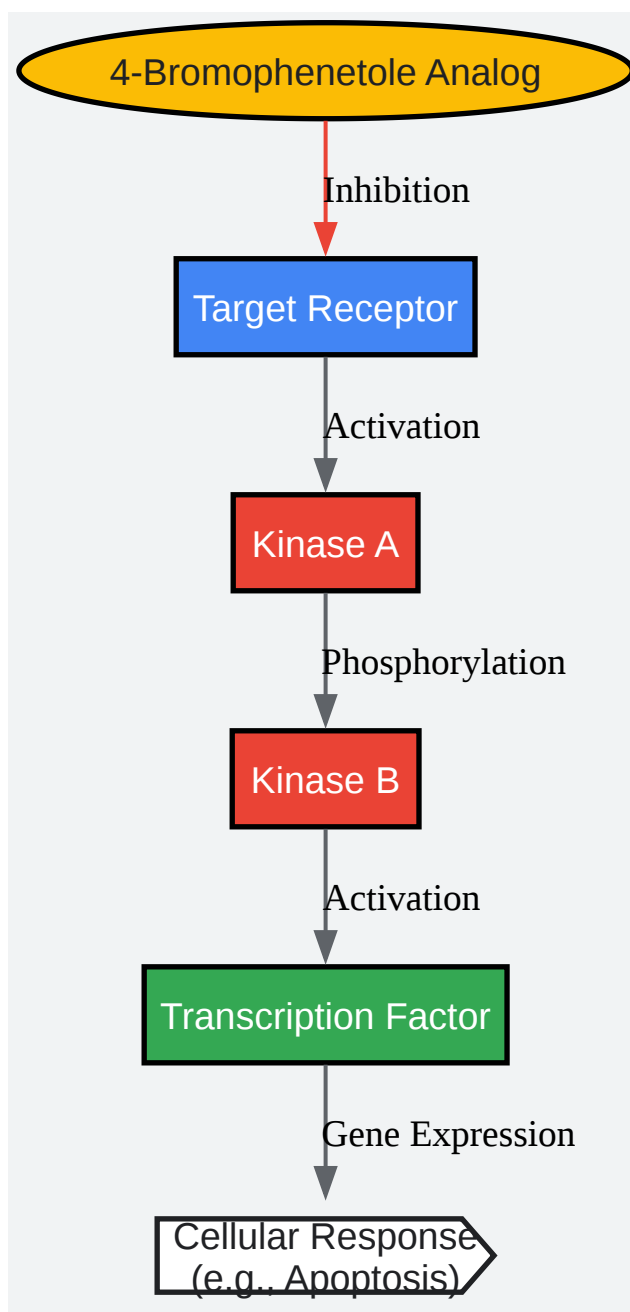 4-Bromophenetole Analog
Inhibition
Target Receptor
Activation
Kinase A
Phosphorylation
Kinase B
Activation
Transcription Factor
Gene Expression
Cellular Response
(e.g., Apoptosis)